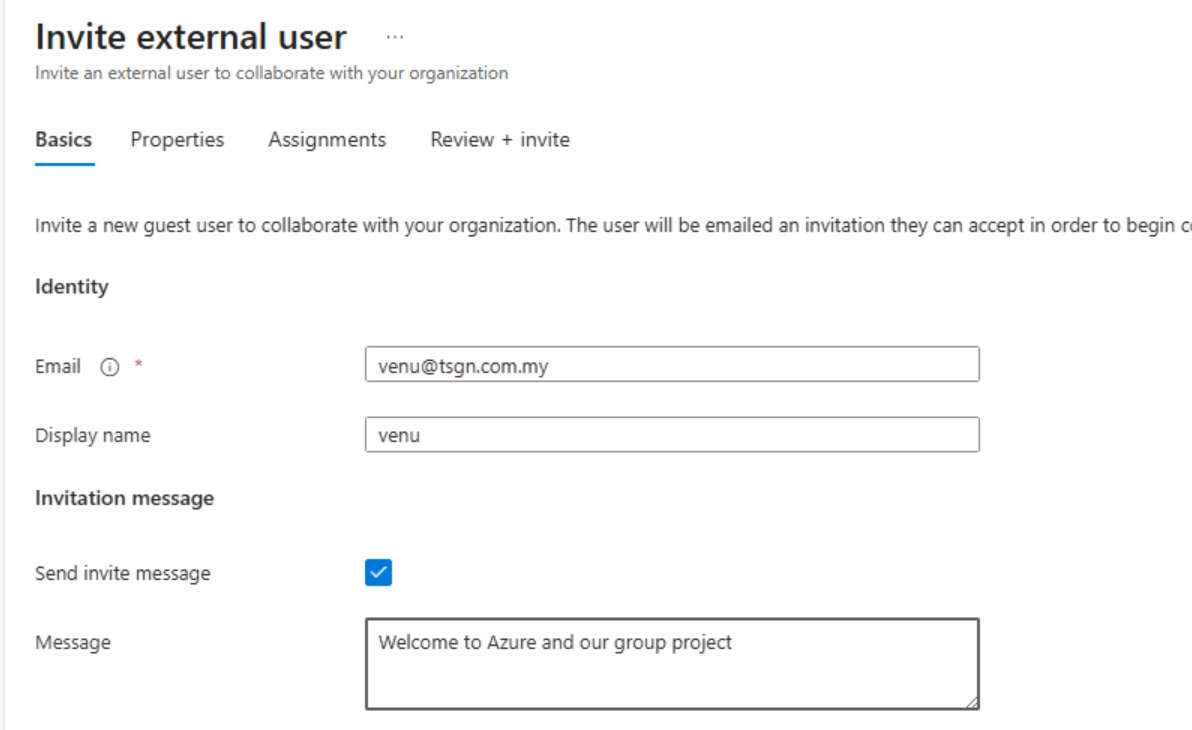 Invite external user ...
Invite an external user to collaborate with your organization
Basics Properties Assignments Review + invite
Invite a new guest user to collaborate with your organization. The user will be emailed an invitation they can accept in order to begin
Identity
Email * venu@tsgn.com.my
Display name venu
Invitation message
Send invite message
Message Welcome to Azure and our group project